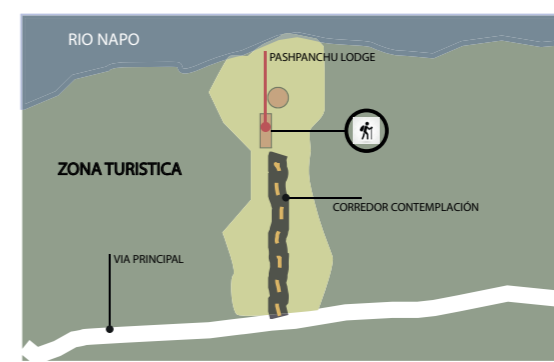 RIO NAPO
PASHPANCHU LODGE
ZONA TURISTICA
CORREDOR CONTEMPLACIÓN
VIA PRINCIPAL